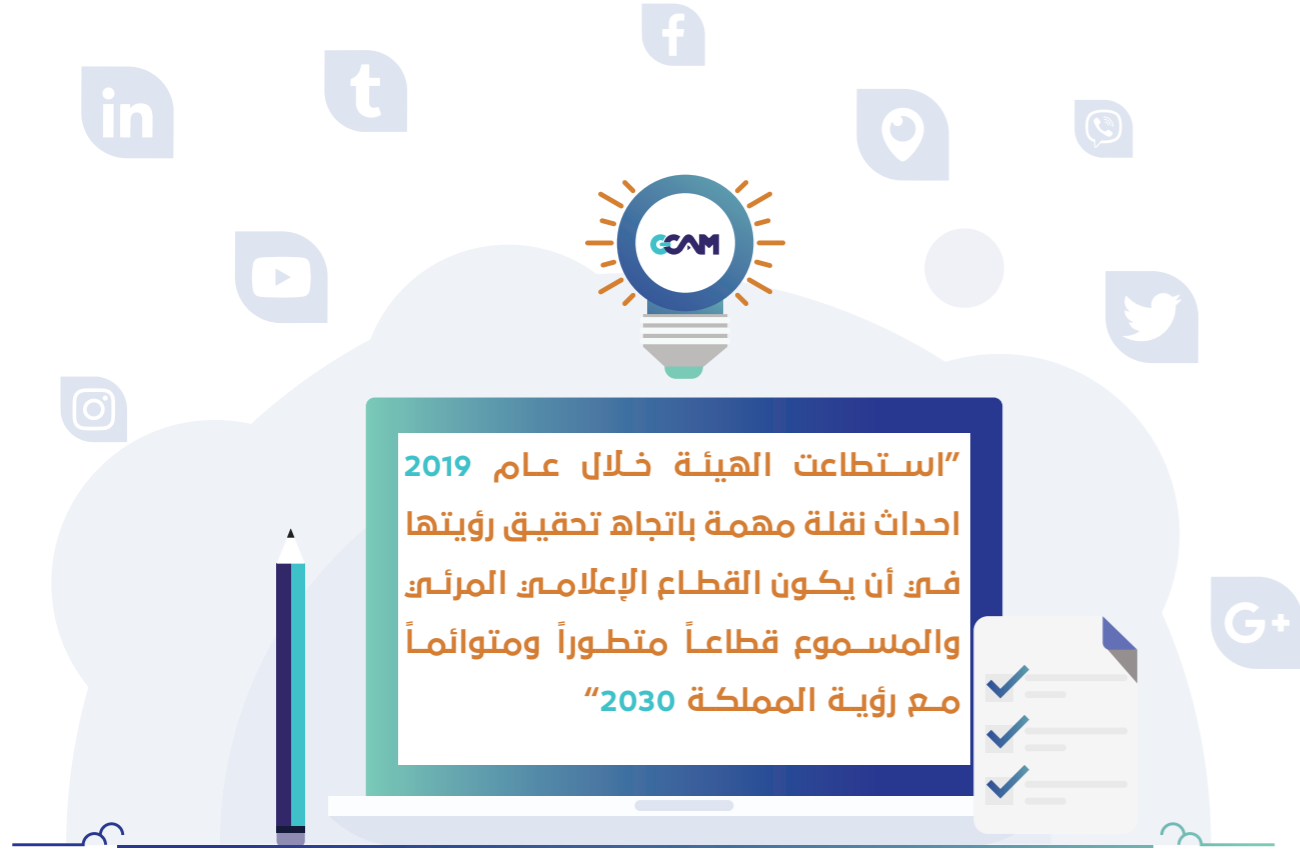 GCAM
”استطاعت الهيئة خلال عام 2019
احداث نقلة مهمة باتجاه تحقيق رؤيتها
في أن يكون القطاع الإعلامي المرئي
والمسموع قطاعاً متطوراً ومتوائماً
مع رؤية المملكة 2030“